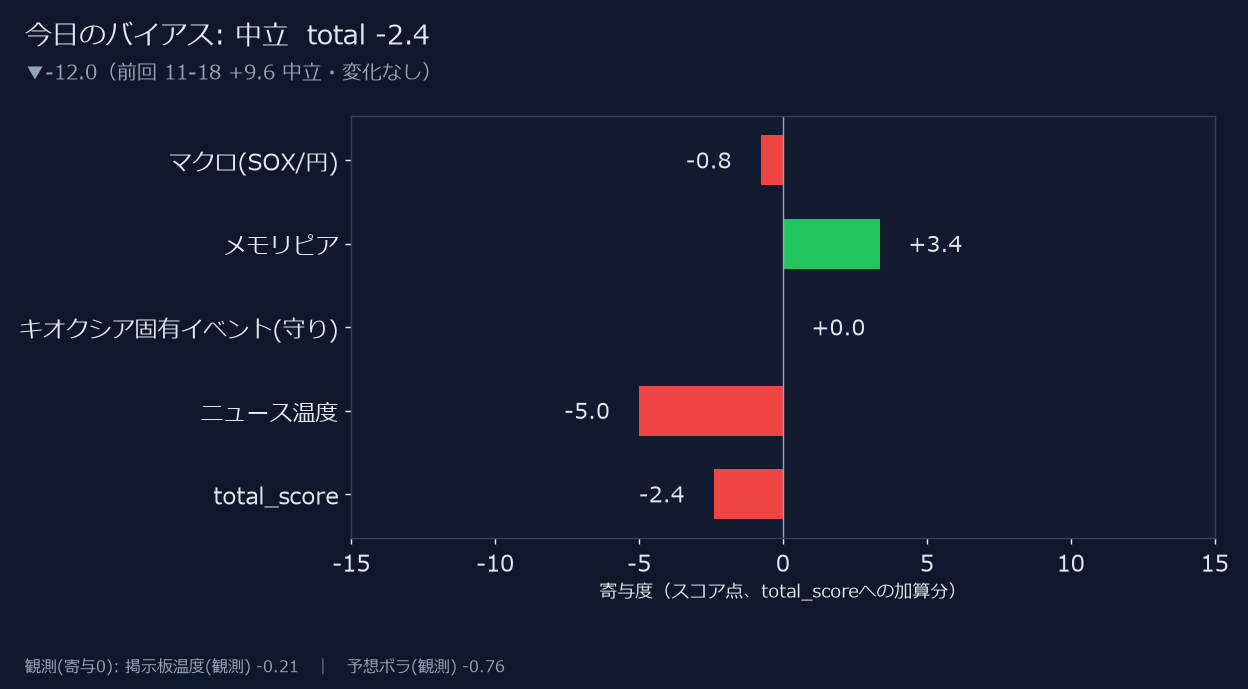 今日のバイアス: 中立  total -2.4
▼-12.0（前回 11-18 +9.6 中立・変化なし）
マクロ(SOX/円)
-0.8
メモリピア
+3.4
キオクシア固有イベント(守り)
+0.0
ニュース温度
-5.0
total_score
-2.4
-15 -10 -5 0 5 10 15
寄与度（スコア点、total_scoreへの加算分）
観測(寄与0): 掲示板温度(観測) -0.21 ｜ 予想ボラ(観測) -0.76